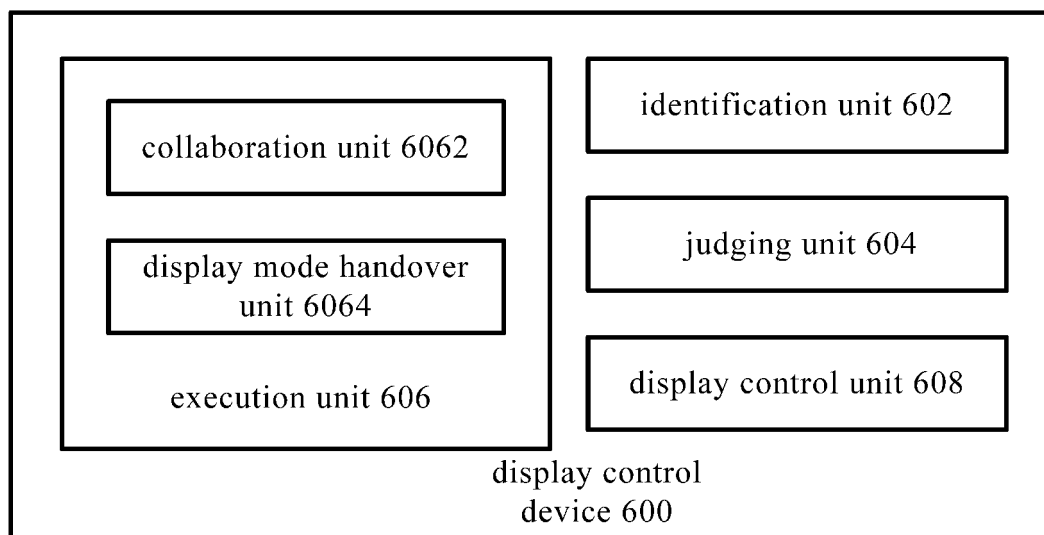 collaboration unit 6062
display mode handover
unit 6064
execution unit 606
identification unit 602
judging unit 604
display control unit 608
display control
device 600